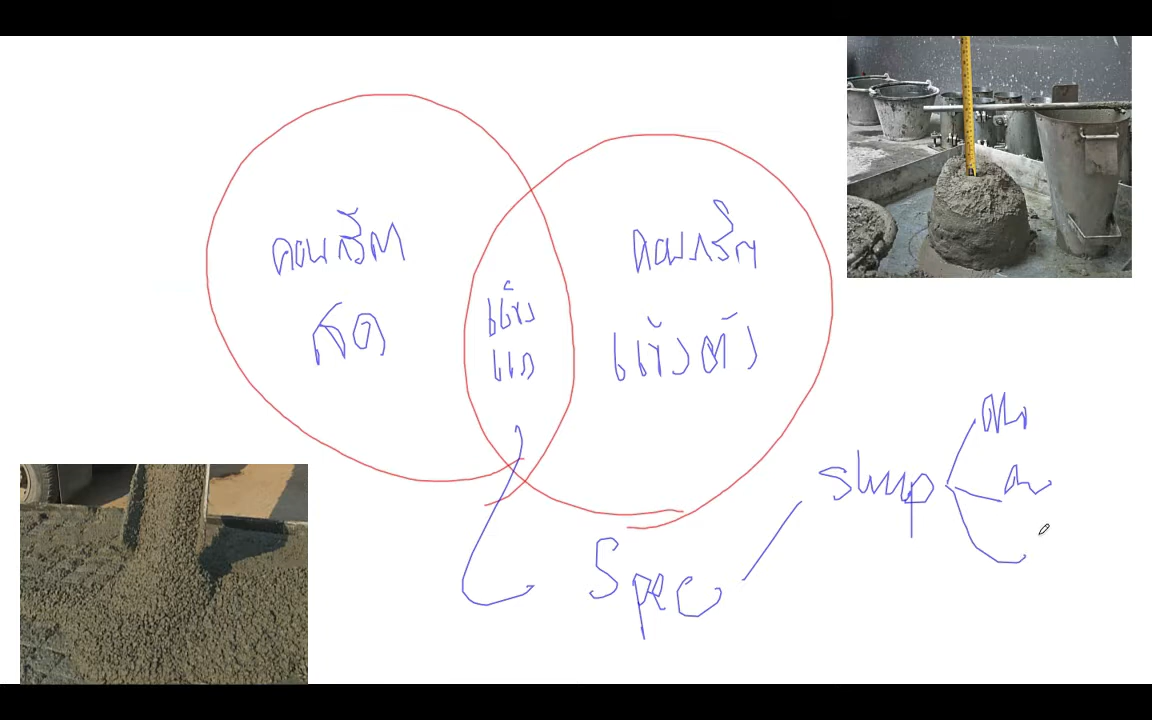 คอนกรีต
สด
แข็ง
แรง
คอนกรีต
แข็งตัว
Spec
slump